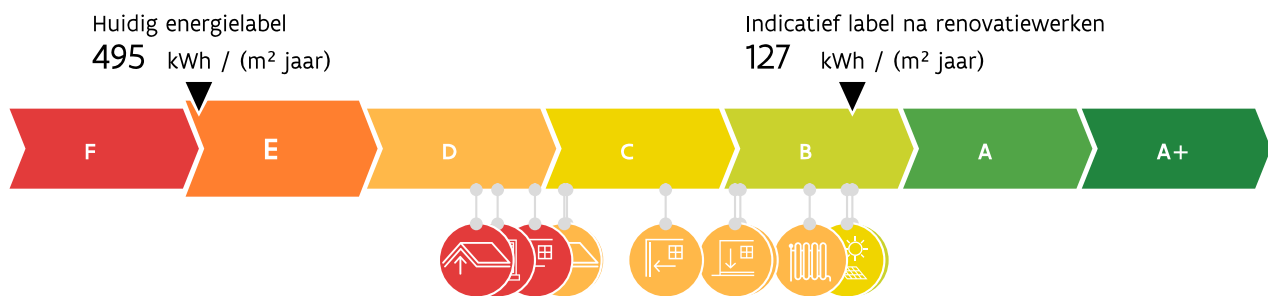 Huidig energielabel
495 kWh / (m² jaar)
Indicatief label na renovatiewerken
127 kWh / (m² jaar)
F E D C B A A+